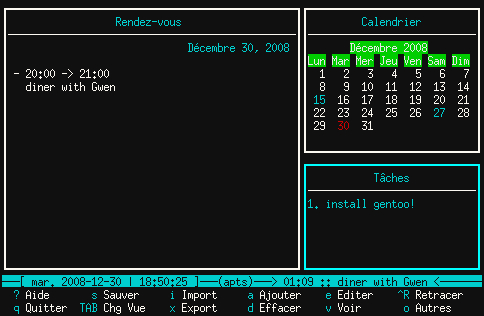 Rendez-vous
Décembre 30, 2008
- 20:00 -> 21:00
diner with Gwen
Calendrier
Décembre 2008
Lun Mar Mer Jeu Ven Sam Dim
1 2 3 4 5 6 7
8 9 10 11 12 13 14
15 16 17 18 19 20 21
22 23 24 25 26 27 28
29 30 31
Tâches
1. install gentoo!
[ mar. 2008-12-30 | 18:50:25 ]—(apts)—> 01:09 :: diner with Gwen <
? Aide s Sauver i Import a Ajouter e Editer ^R Retracer
q Quitter TAB Chg Vue x Export d Effacer v Voir o Autres